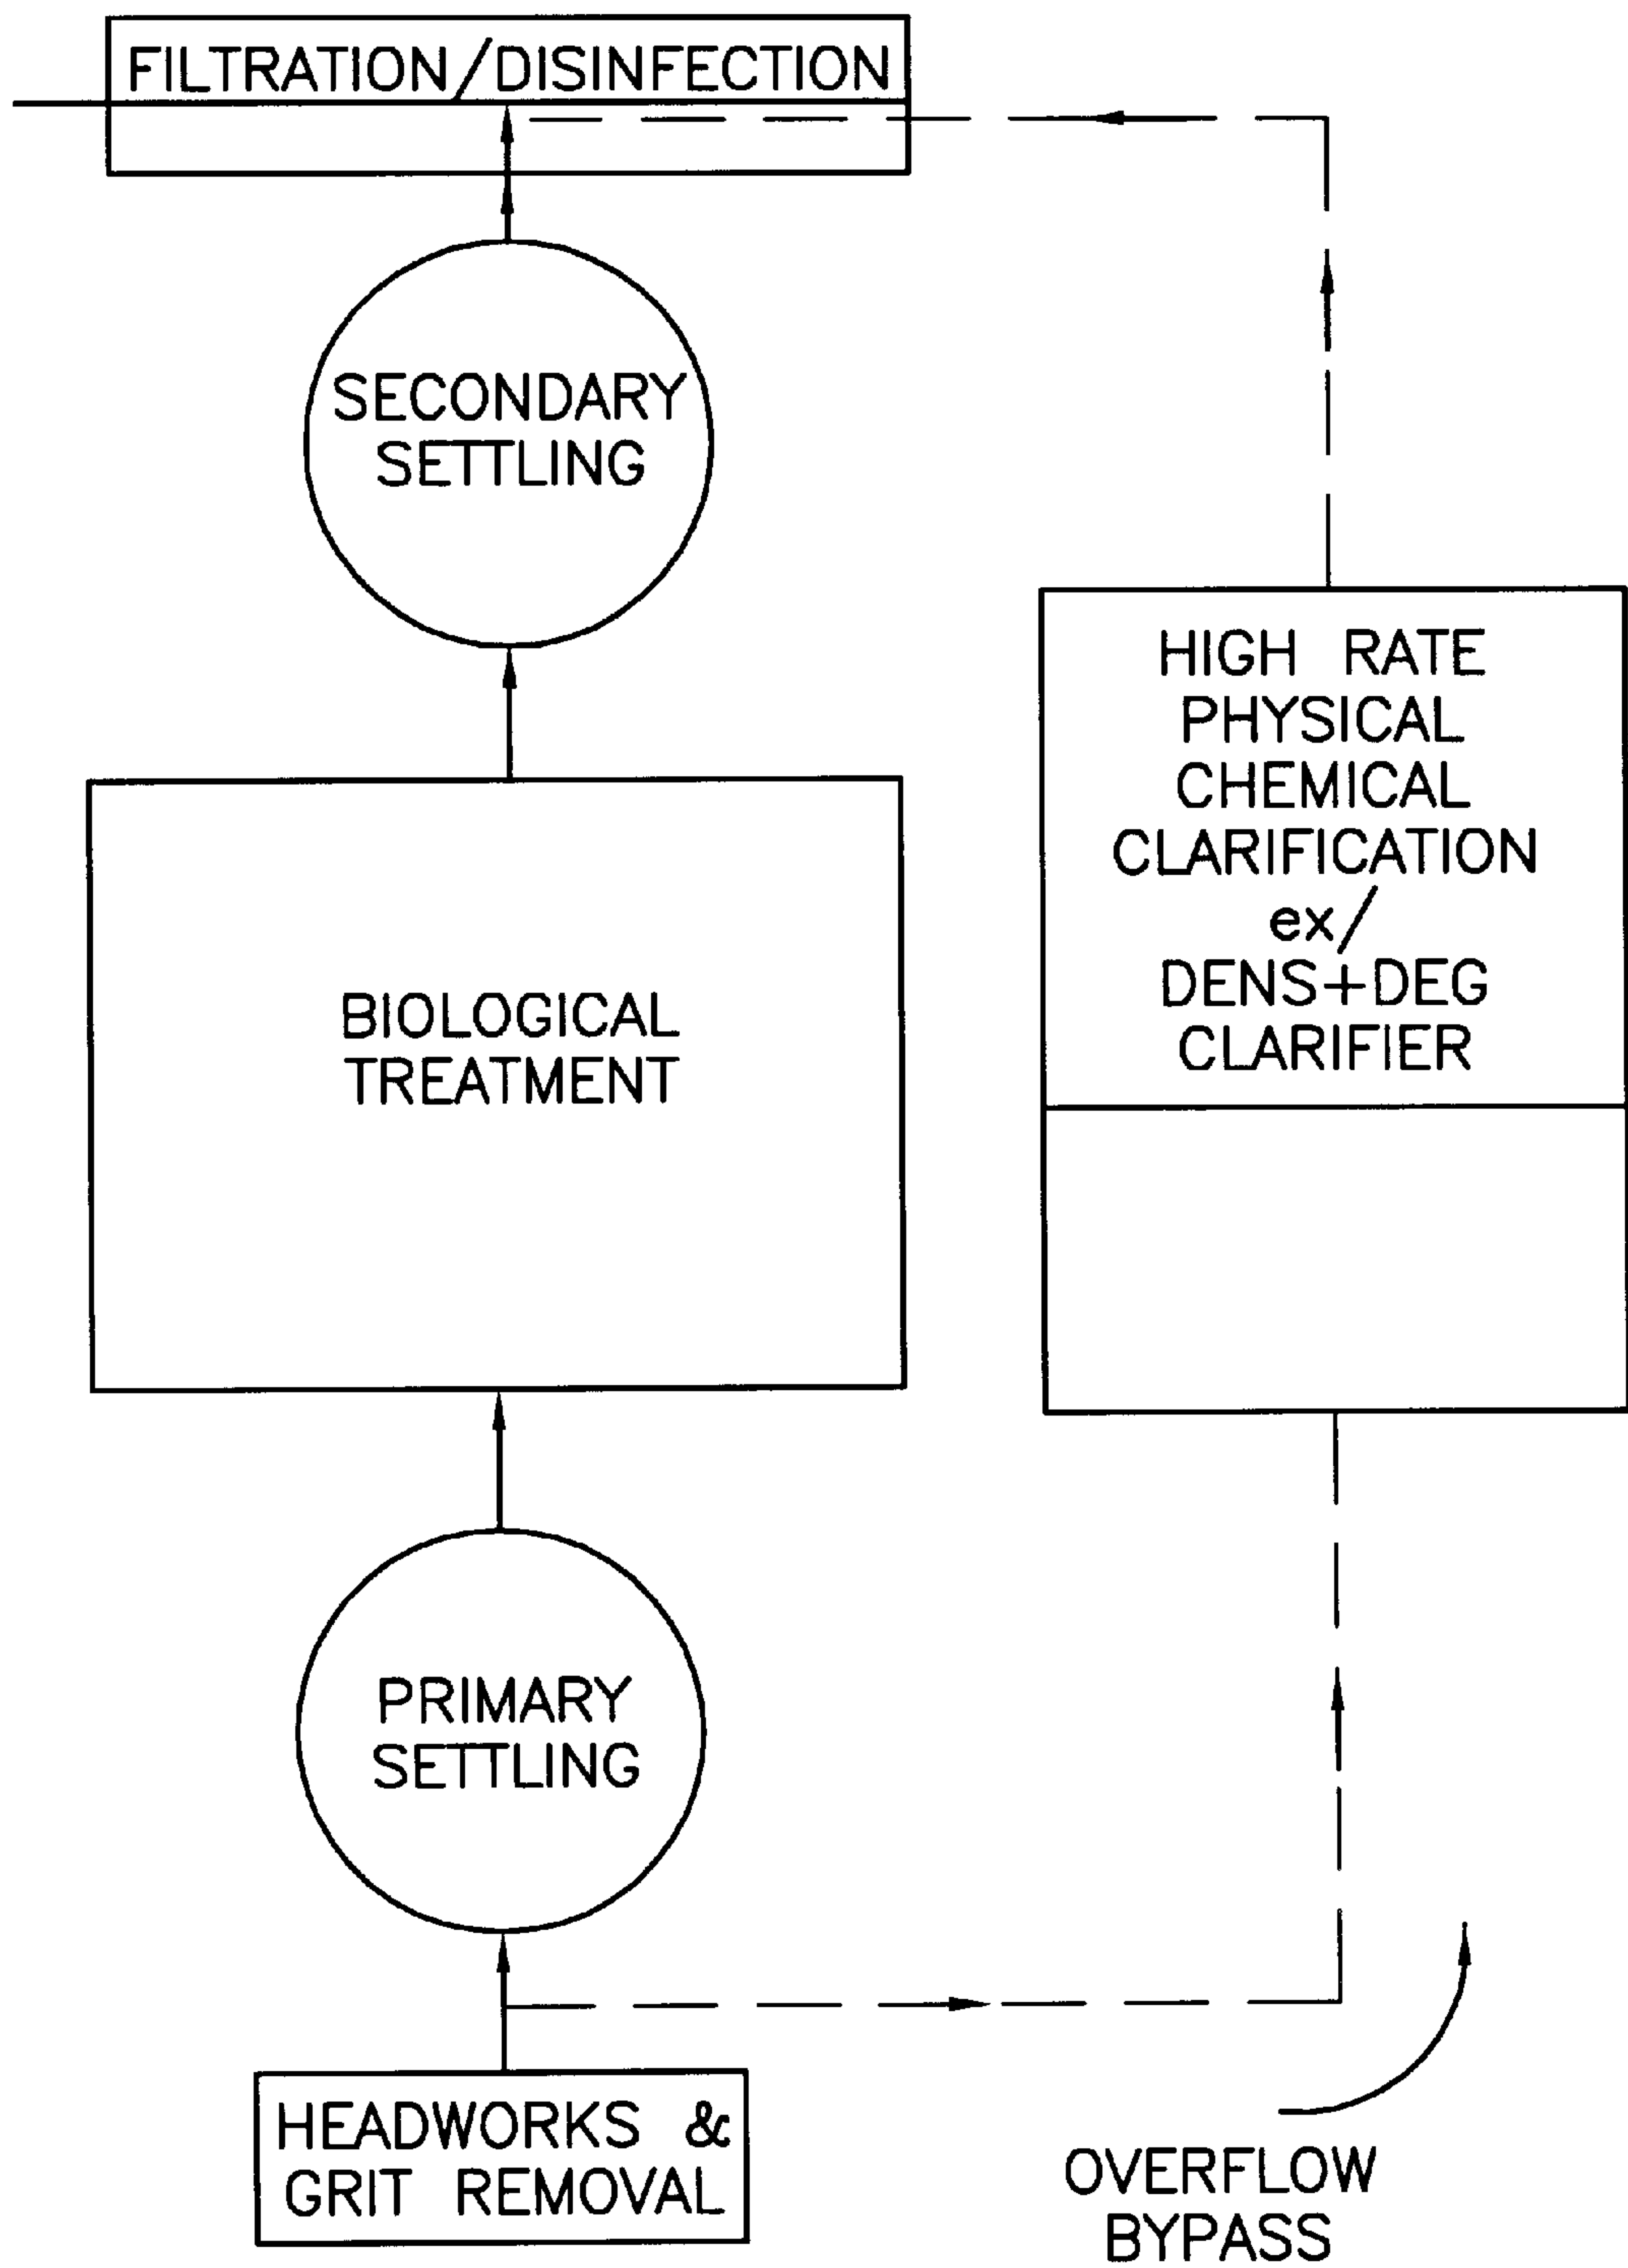 FILTRATION/DISINFECTION
SECONDARY
SETTLING
HIGH RATE
PHYSICAL
CHEMICAL
CLARIFICATION
ex/
DENS+DEG
CLARIFIER
BIOLOGICAL
TREATMENT
PRIMARY
SETTLING
HEADWORKS &
GRIT REMOVAL
OVERFLOW
BYPASS